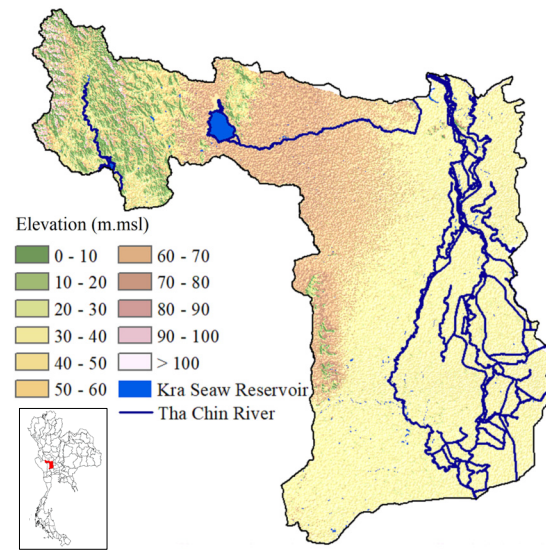 Elevation (m.msl)
0 - 10
10 - 20
20 - 30
30 - 40
40 - 50
50 - 60
60 - 70
70 - 80
80 - 90
90 - 100
> 100
Kra Seaw Reservoir
Tha Chin River